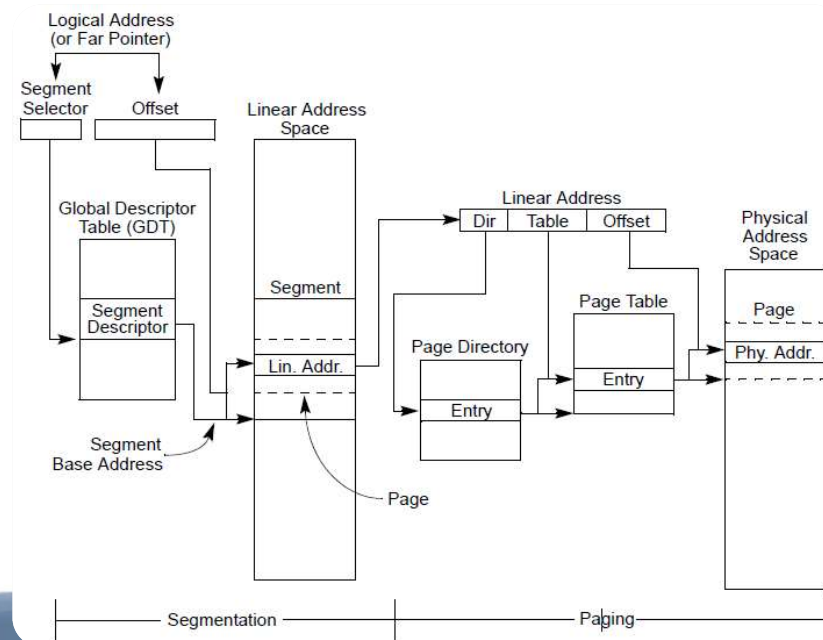 Logical Address
(or Far Pointer)
Segment
Selector
Offset
Linear Address
Space
Global Descriptor
Table (GDT)
Segment
Descriptor
Segment
Lin. Addr.
Segment
Base Address
Page
Linear Address
Dir
Table
Offset
Page Directory
Entry
Page Table
Entry
Physical
Address
Space
Page
Phy. Addr.
Segmentation
Paging